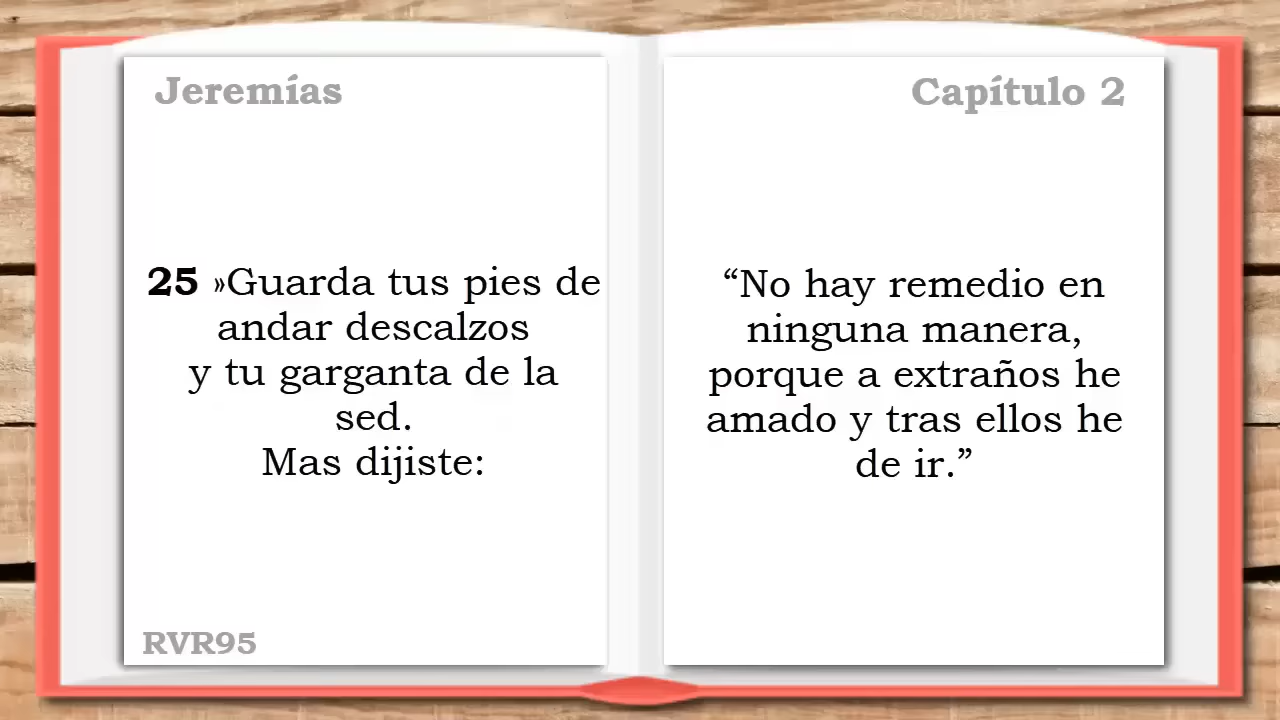 Jeremías
25 »Guarda tus pies de
andar descalzos
y tu garganta de la
sed.
Mas dijiste:
RVR95
Capítulo 2
“No hay remedio en
ninguna manera,
porque a extraños he
amado y tras ellos he
de ir.”